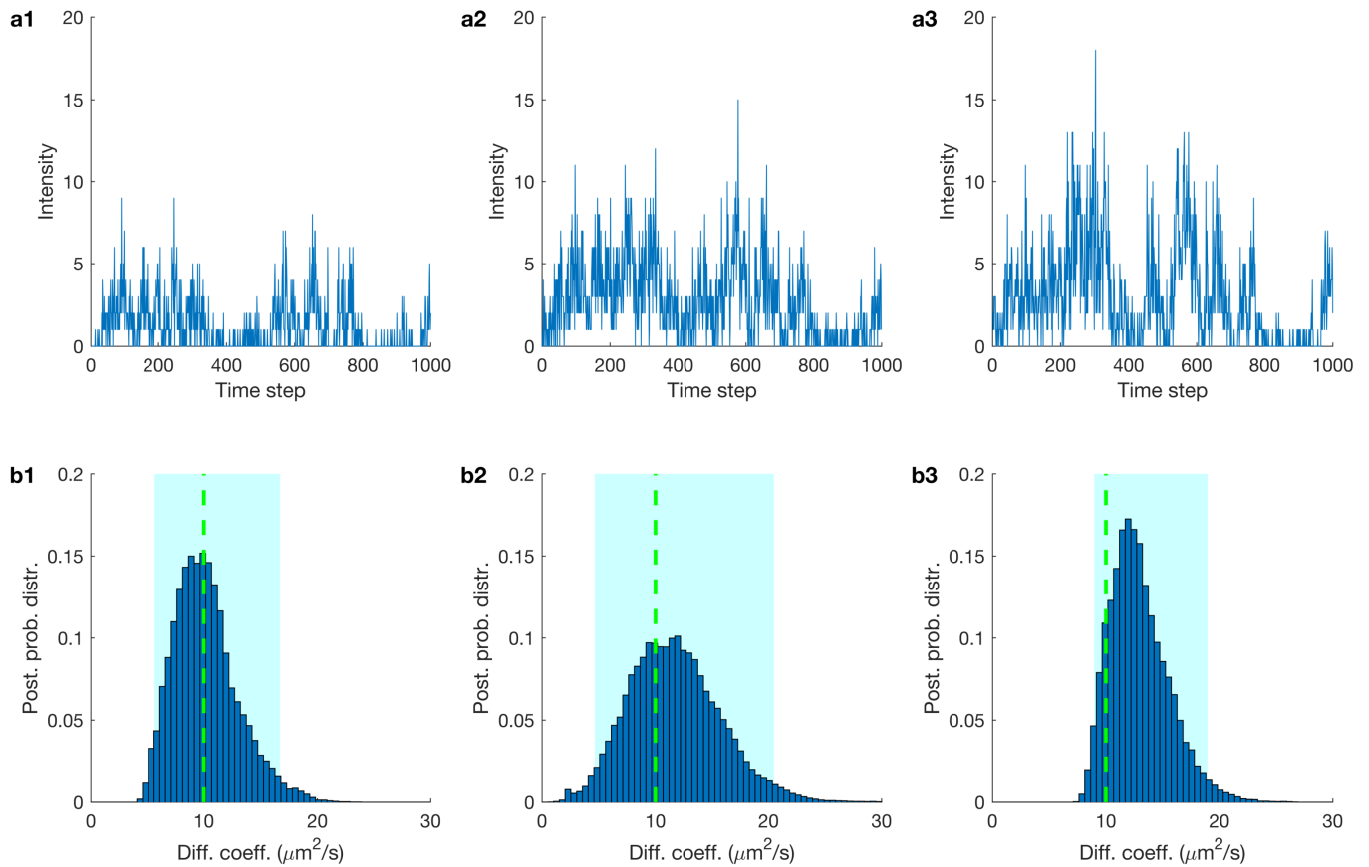 a1
20
15
10
5
0
Intensity
0 200 400 600 800 1000
Time step
a2
20
15
10
5
0
Intensity
0 200 400 600 800 1000
Time step
a3
20
15
10
5
0
Intensity
0 200 400 600 800 1000
Time step
b1
0.2
0.15
0.1
0.05
0
Post. prob. distr.
0 10 20 30
Diff. coeff. (μm²/s)
b2
0.2
0.15
0.1
0.05
0
Post. prob. distr.
0 10 20 30
Diff. coeff. (μm²/s)
b3
0.2
0.15
0.1
0.05
0
Post. prob. distr.
0 10 20 30
Diff. coeff. (μm²/s)